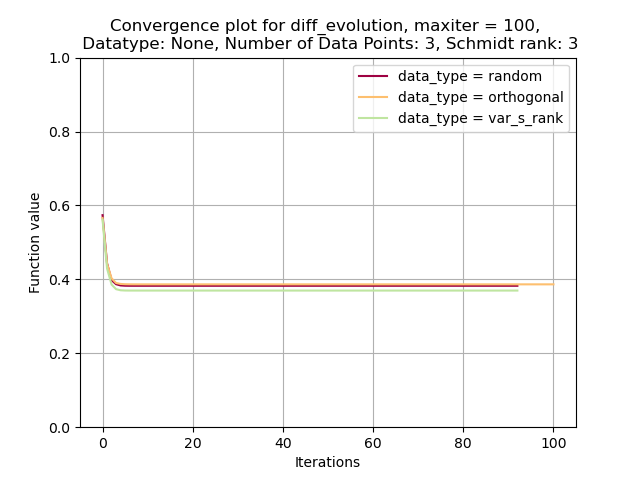 Convergence plot for diff_evolution, maxiter = 100,
Datatype: None, Number of Data Points: 3, Schmidt rank: 3
data_type = random
data_type = orthogonal
data_type = var_s_rank
Function value
1.0
0.8
0.6
0.4
0.2
0.0
0 20 40 60 80 100
Iterations